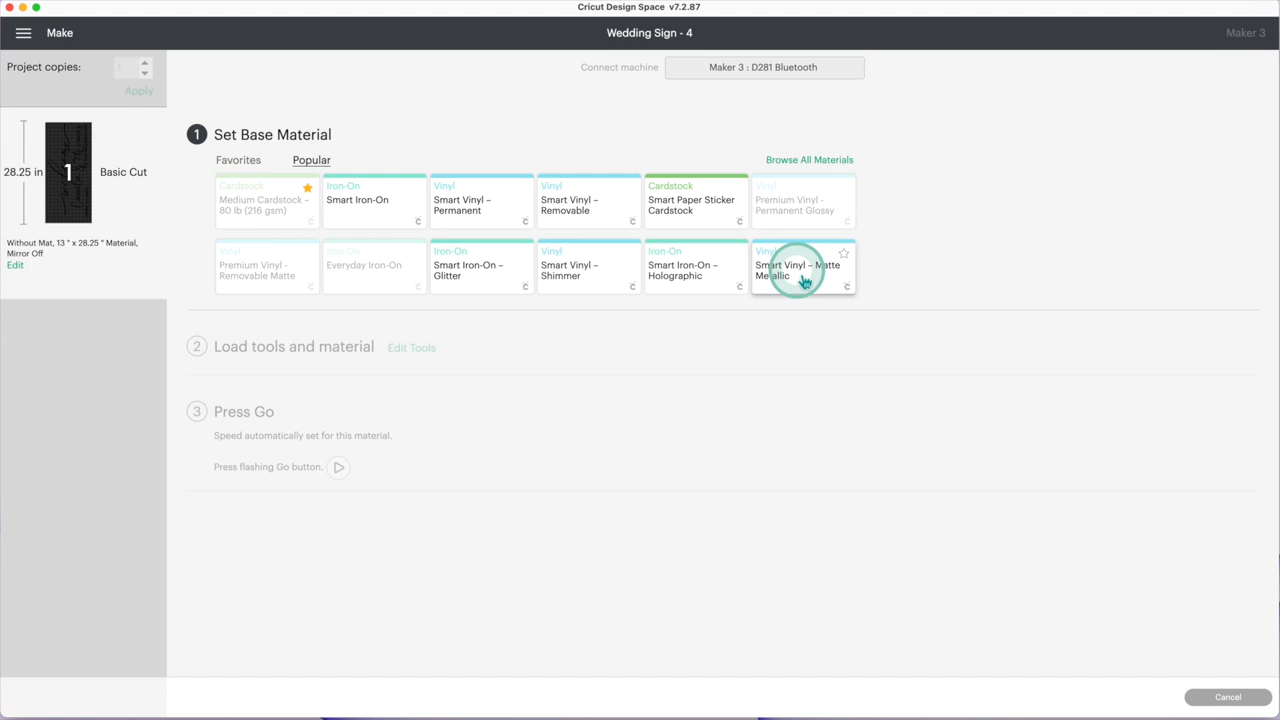 Cricut Design Space v7.2.87
Make
Wedding Sign - 4
Maker 3
Project copies:
1
Apply
Connect machine
Maker 3 : D281 Bluetooth
28.25 in
1
Basic Cut
Without Mat, 13 " x 28.25 " Material,
Mirror Off
Edit
1 Set Base Material
Favorites
Popular
Browse All Materials
Cardstock
Medium Cardstock –
80 lb (216 gsm)
Iron-On
Smart Iron-On
Vinyl
Smart Vinyl –
Permanent
Vinyl
Smart Vinyl –
Removable
Cardstock
Smart Paper Sticker
Cardstock
Vinyl
Premium Vinyl -
Permanent Glossy
Vinyl
Premium Vinyl -
Removable Matte
Iron-On
Everyday Iron-On
Iron-On
Smart Iron-On –
Glitter
Vinyl
Smart Vinyl –
Shimmer
Iron-On
Smart Iron-On –
Holographic
Vinyl
Smart Vinyl – Matte
Metallic
2 Load tools and material Edit Tools
3 Press Go
Speed automatically set for this material.
Press flashing Go button.
Cancel